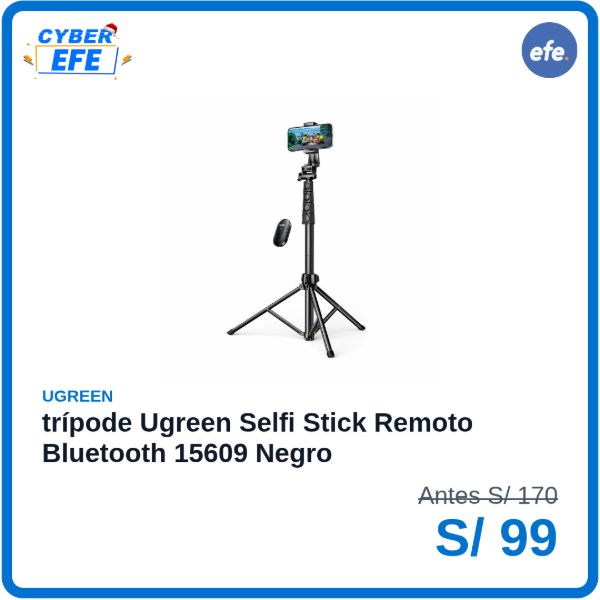 CYBER
EFE
efe.
UGREEN
trípode Ugreen Selfi Stick Remoto
Bluetooth 15609 Negro
Antes S/ 170
S/ 99